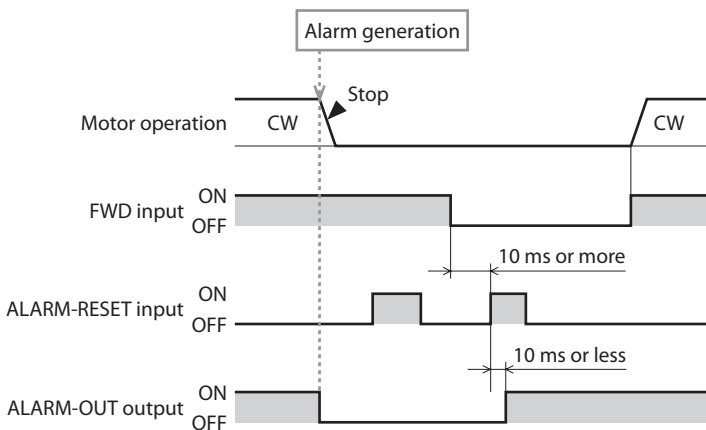 Alarm generation
Stop
Motor operation
CW
CW
FWD input
ON
OFF
10 ms or more
ALARM-RESET input
ON
OFF
10 ms or less
ALARM-OUT output
ON
OFF